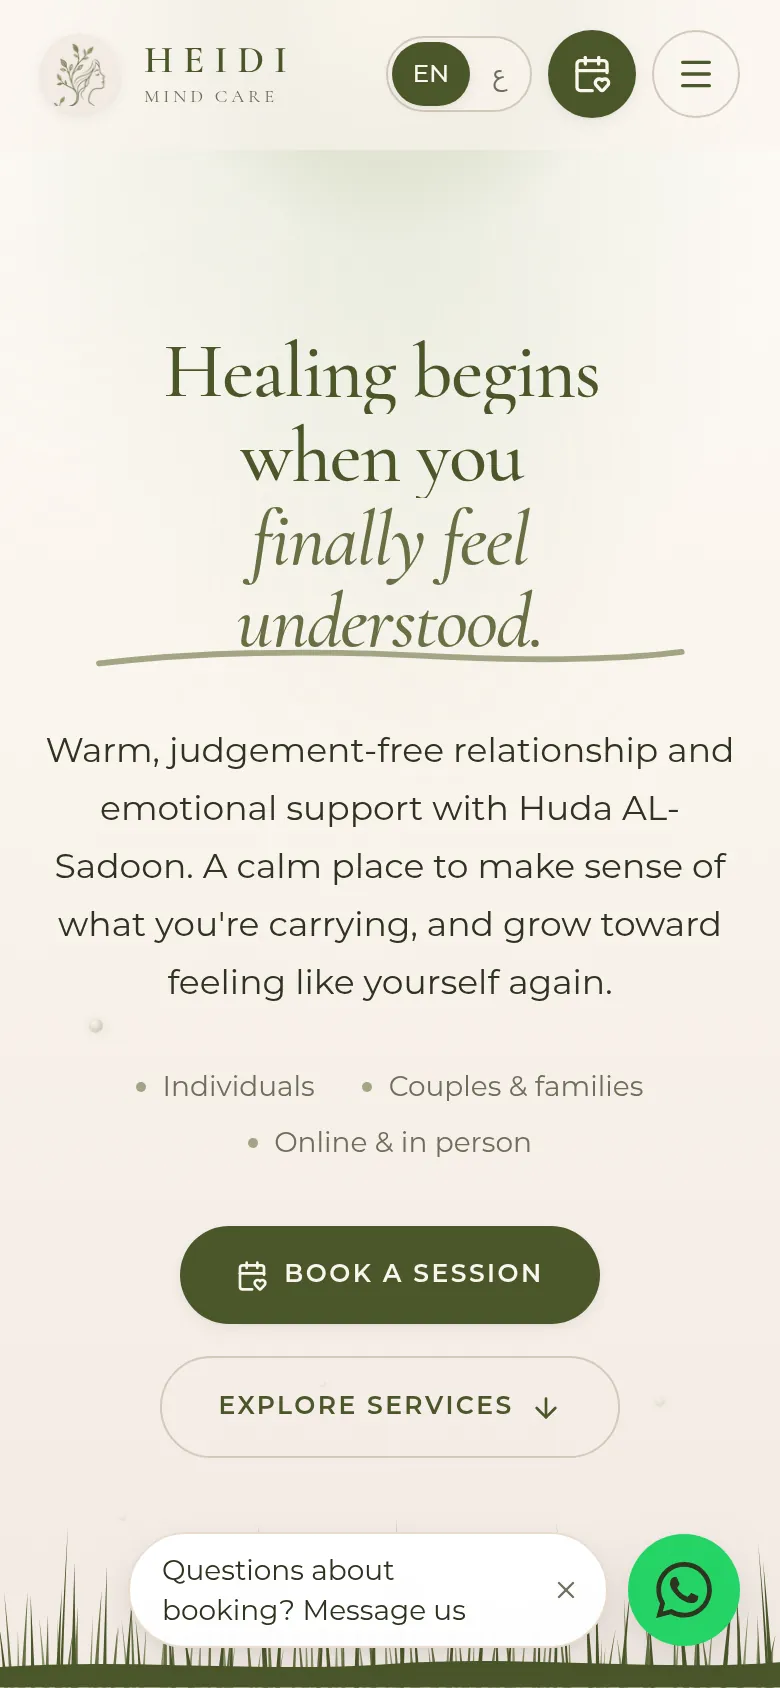 HEIDI
MIND CARE
EN
ع
Healing begins
when you
finally feel
understood.
Warm, judgement-free relationship and
emotional support with Huda AL-
Sadoon. A calm place to make sense of
what you're carrying, and grow toward
feeling like yourself again.
Individuals
Couples & families
Online & in person
BOOK A SESSION
EXPLORE SERVICES
Questions about
booking? Message us